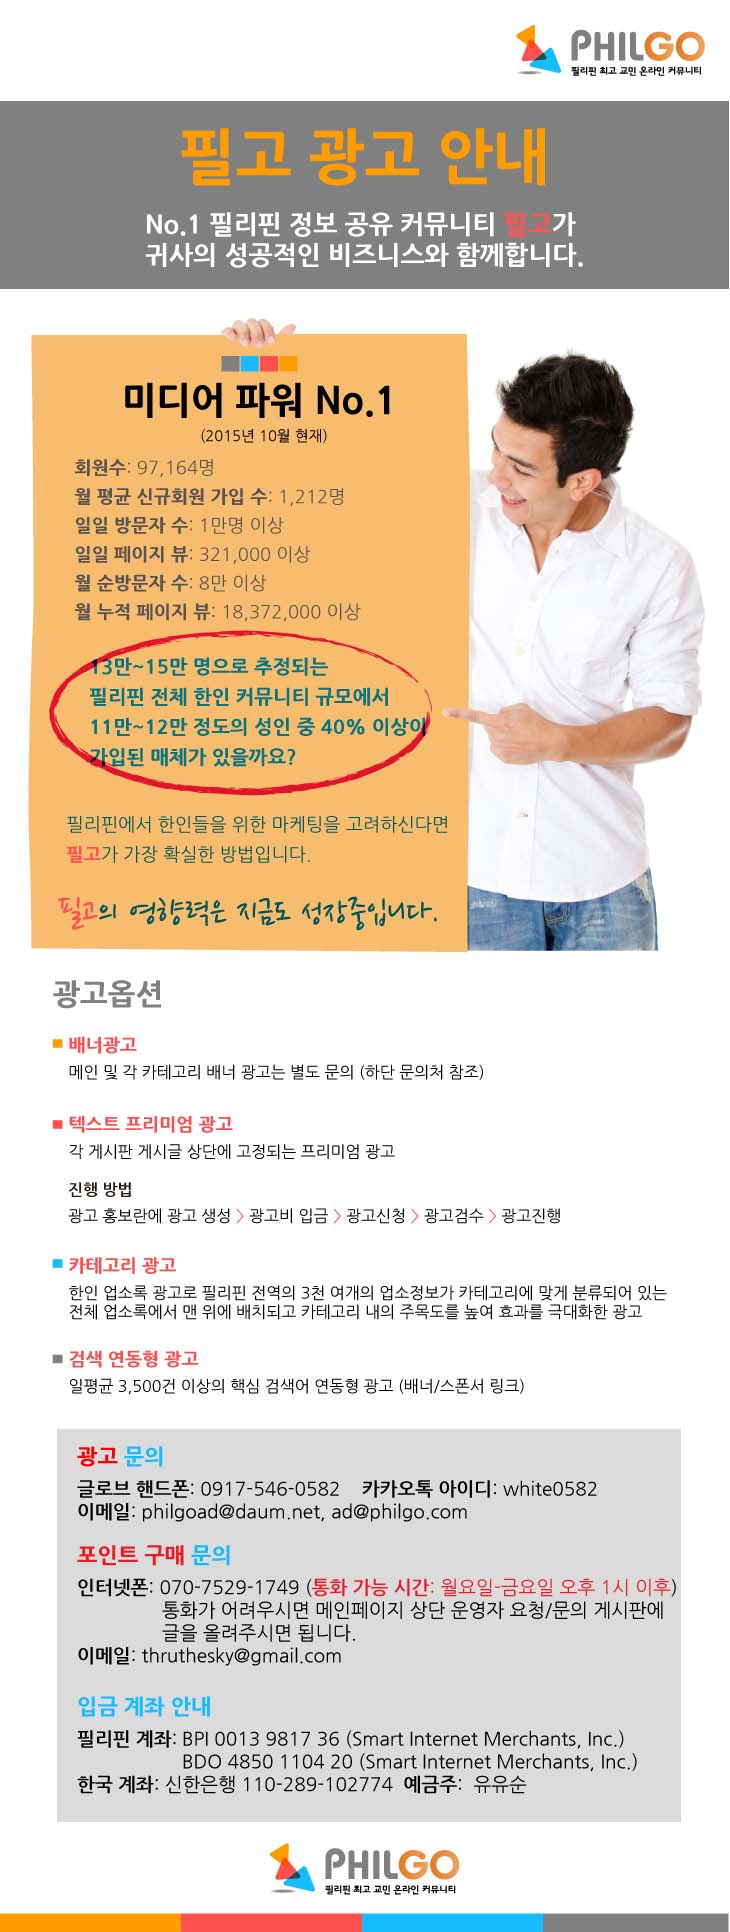 PHILGO
필리핀 최고 교민 온라인 커뮤니티
필고 광고 안내
No.1 필리핀 정보 공유 커뮤니티 필고가
귀사의 성공적인 비즈니스와 함께합니다.
미디어 파워 No.1
(2015년 10월 현재)
회원수: 97,164명
월 평균 신규회원 가입 수: 1,212명
일일 방문자 수: 1만명 이상
일일 페이지 뷰: 321,000 이상
월 순방문자 수: 8만 이상
월 누적 페이지 뷰: 18,372,000 이상
13만~15만 명으로 추정되는
필리핀 전체 한인 커뮤니티 규모에서
11만~12만 정도의 성인 중 40% 이상이
가입된 매체가 있을까요?
필리핀에서 한인들을 위한 마케팅을 고려하신다면
필고가 가장 확실한 방법입니다.
필고의 영향력은 지금도 성장중입니다.
광고옵션
배너광고
메인 및 각 카테고리 배너 광고는 별도 문의 (하단 문의처 참조)
텍스트 프리미엄 광고
각 게시판 게시글 상단에 고정되는 프리미엄 광고
진행 방법
광고 홍보란에 광고 생성 > 광고비 입금 > 광고신청 > 광고검수 > 광고진행
카테고리 광고
한인 업소록 광고로 필리핀 전역의 3천 여개의 업소정보가 카테고리에 맞게 분류되어 있는
전체 업소록에서 맨 위에 배치되고 카테고리 내의 주목도를 높여 효과를 극대화한 광고
검색 연동형 광고
일평균 3,500건 이상의 핵심 검색어 연동형 광고 (배너/스폰서 링크)
광고 문의
글로브 핸드폰: 0917-546-0582 카카오톡 아이디: white0582
이메일: philgoad@daum.net, ad@philgo.com
포인트 구매 문의
인터넷폰: 070-7529-1749 (통화 가능 시간: 월요일-금요일 오후 1시 이후)
통화가 어려우시면 메인페이지 상단 운영자 요청/문의 게시판에
글을 올려주시면 됩니다.
이메일: thruthesky@gmail.com
입금 계좌 안내
필리핀 계좌: BPI 0013 9817 36 (Smart Internet Merchants, Inc.)
BDO 4850 1104 20 (Smart Internet Merchants, Inc.)
한국 계좌: 신한은행 110-289-102774 예금주: 유유순
PHILGO
필리핀 최고 교민 온라인 커뮤니티